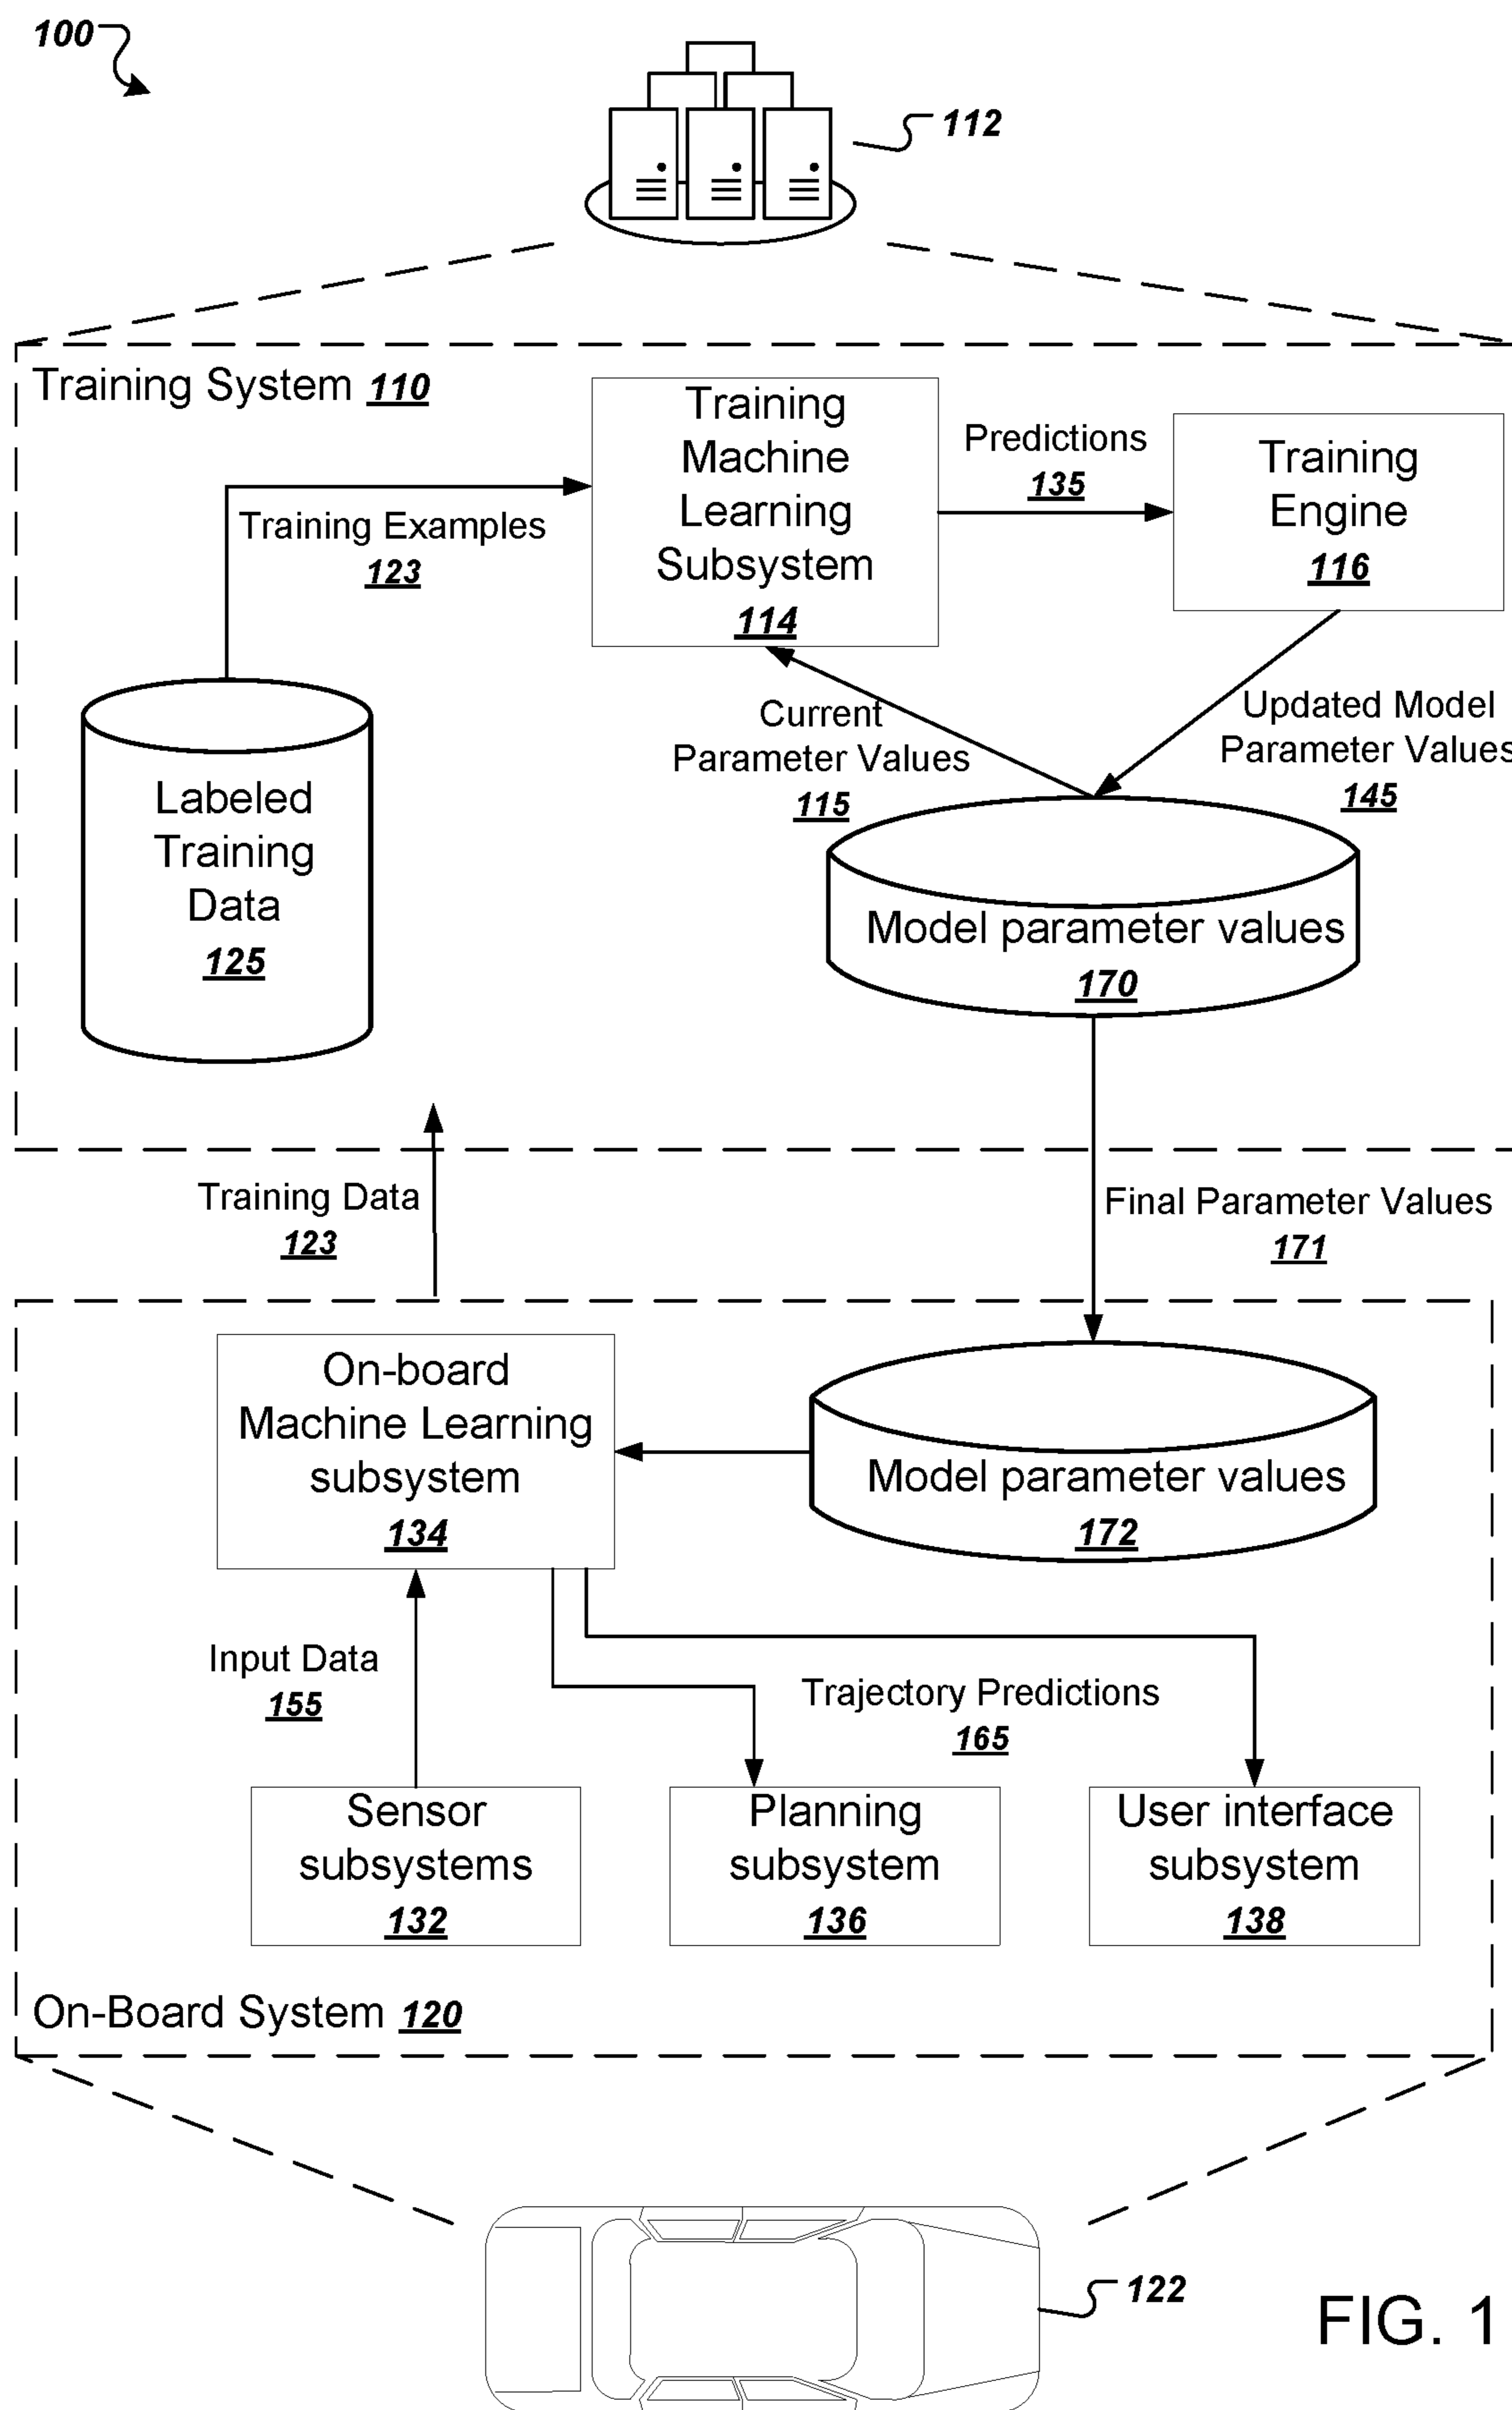 100
112
Training System 110
Training
Machine
Learning
Subsystem
114
Predictions
135
Training
Engine
116
Training Examples
123
Current
Parameter Values
115
Updated Model
Parameter Values
145
Labeled
Training
Data
125
Model parameter values
170
Training Data
123
Final Parameter Values
171
On-board
Machine Learning
subsystem
134
Model parameter values
172
Input Data
155
Trajectory Predictions
165
Sensor
subsystems
132
Planning
subsystem
136
User interface
subsystem
138
On-Board System 120
122
FIG. 1